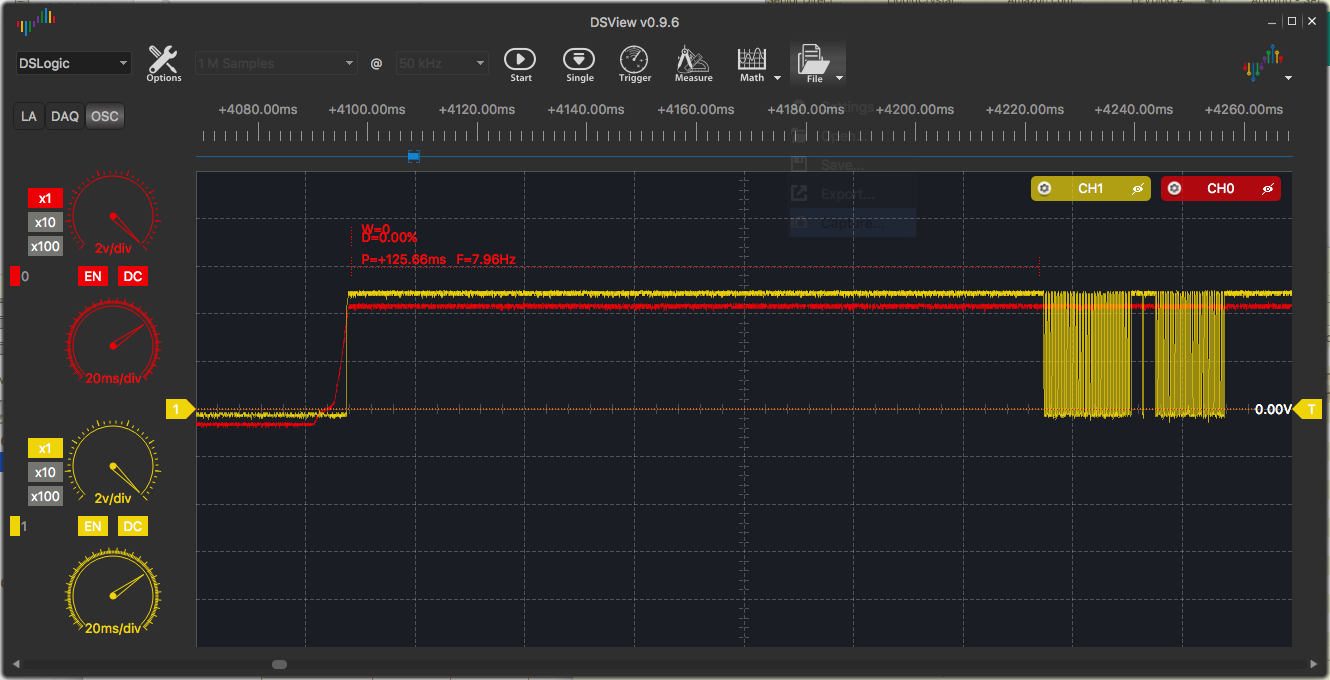 DSView v0.9.6
DSLogic
Options
1 M Samples
@
50 kHz
Start
Single
Trigger
Measure
Math
File
LA DAQ OSC
+4080.00ms +4100.00ms +4120.00ms +4140.00ms +4160.00ms +4180.00ms +4200.00ms +4220.00ms +4240.00ms +4260.00ms
Settings
Open...
Save...
Export...
Capture...
CH1
CH0
x1
x10
x100
2v/div
0
EN DC
20ms/div
W=0
D=0.00%
P=+125.66ms F=7.96Hz
1
0.00V
T
x1
x10
x100
2v/div
1
EN DC
20ms/div